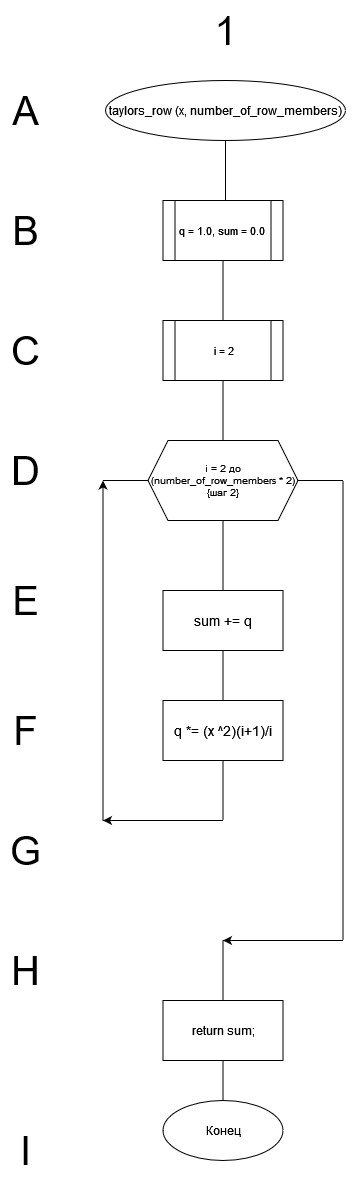 1
A
taylors_row (x, number_of_row_members)
B
q = 1.0, sum = 0.0
C
i = 2
D
i = 2 до
(number_of_row_members * 2)
{шаг 2}
E
sum += q
F
q *= (x ^2)(i+1)/i
G
H
return sum;
I
Конец